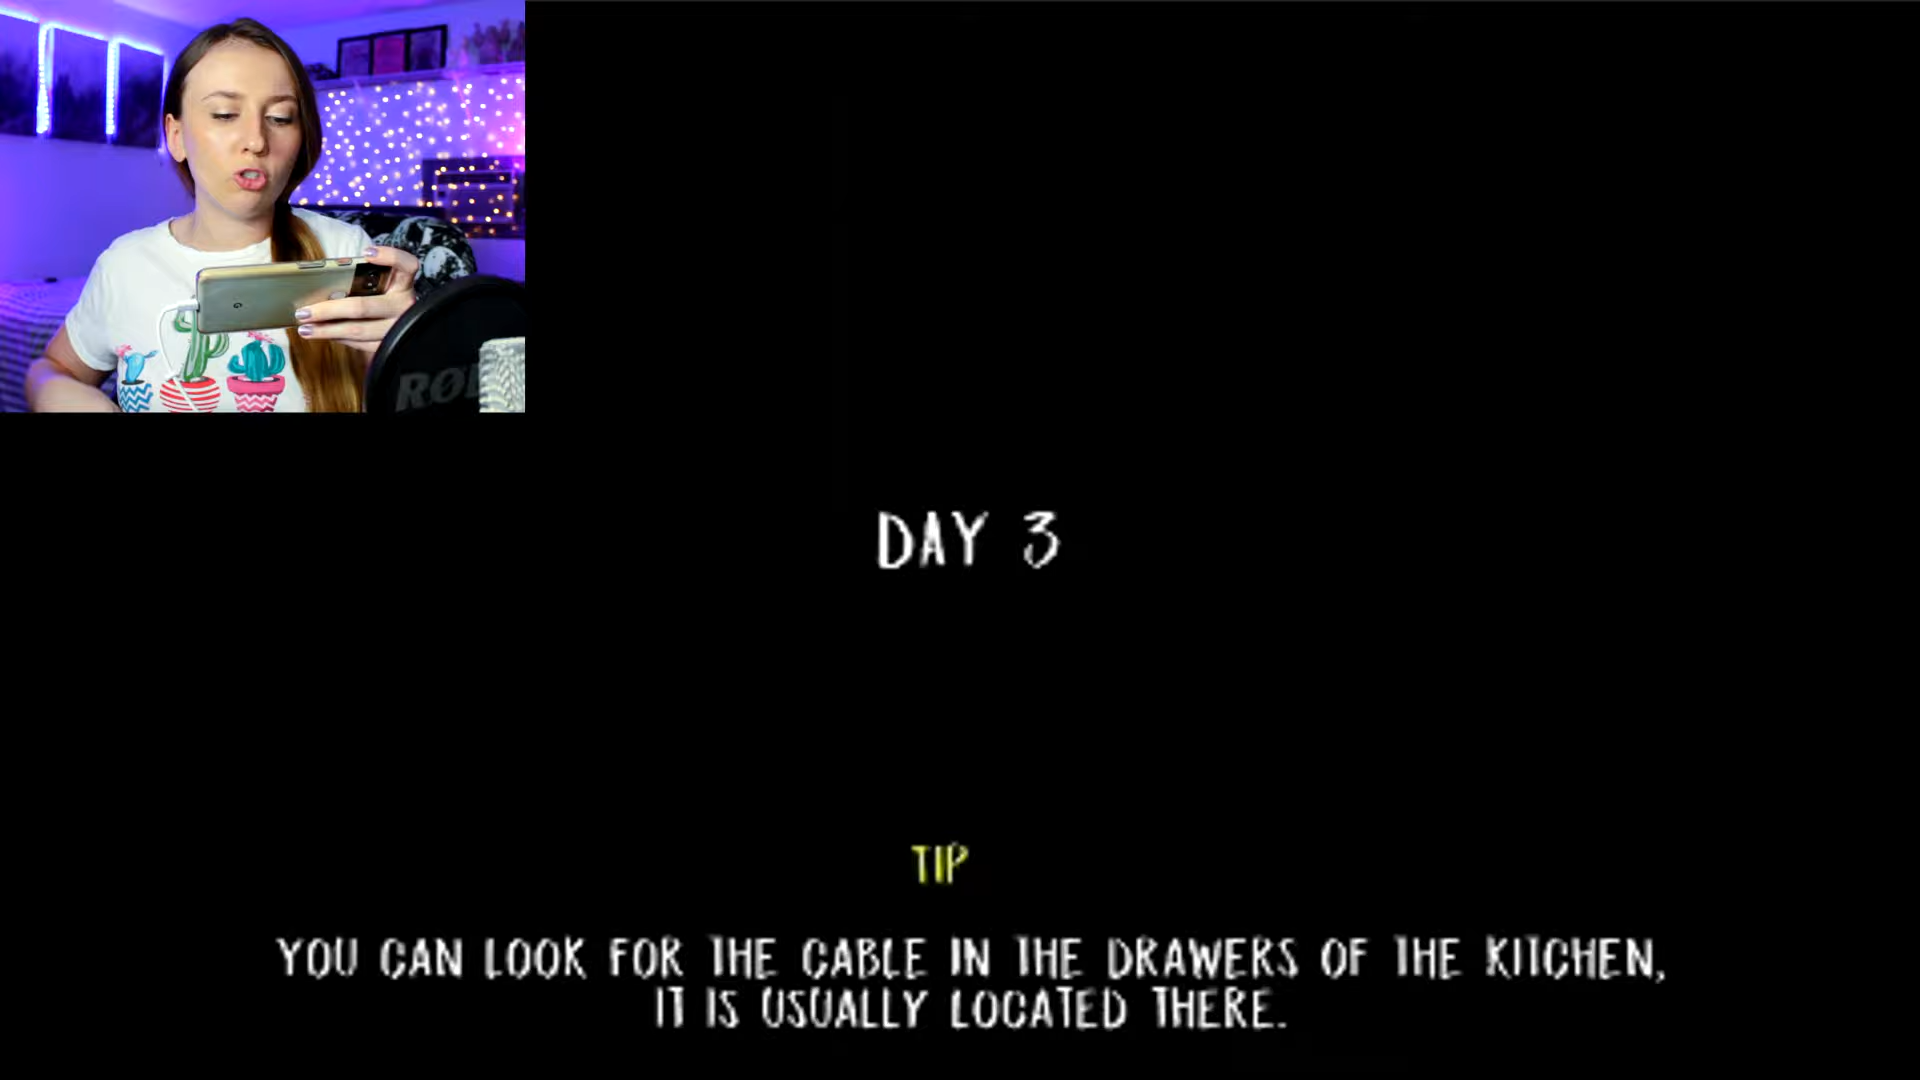 RØD
DAY 3
TIP
YOU CAN LOOK FOR THE CABLE IN THE DRAWERS OF THE KITCHEN,
IT IS USUALLY LOCATED THERE.